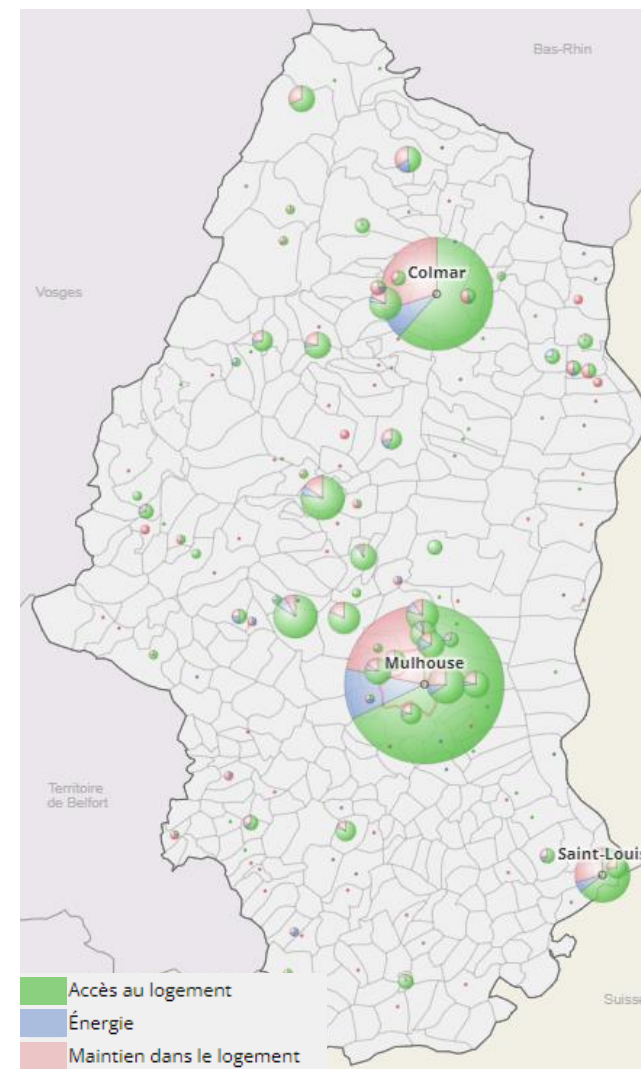 Bas-Rhin
Colmar
Vosges
Mulhouse
Territoire
de Belfort
Saint-Louis
Suisse
Accès au logement
Énergie
Maintien dans le logement